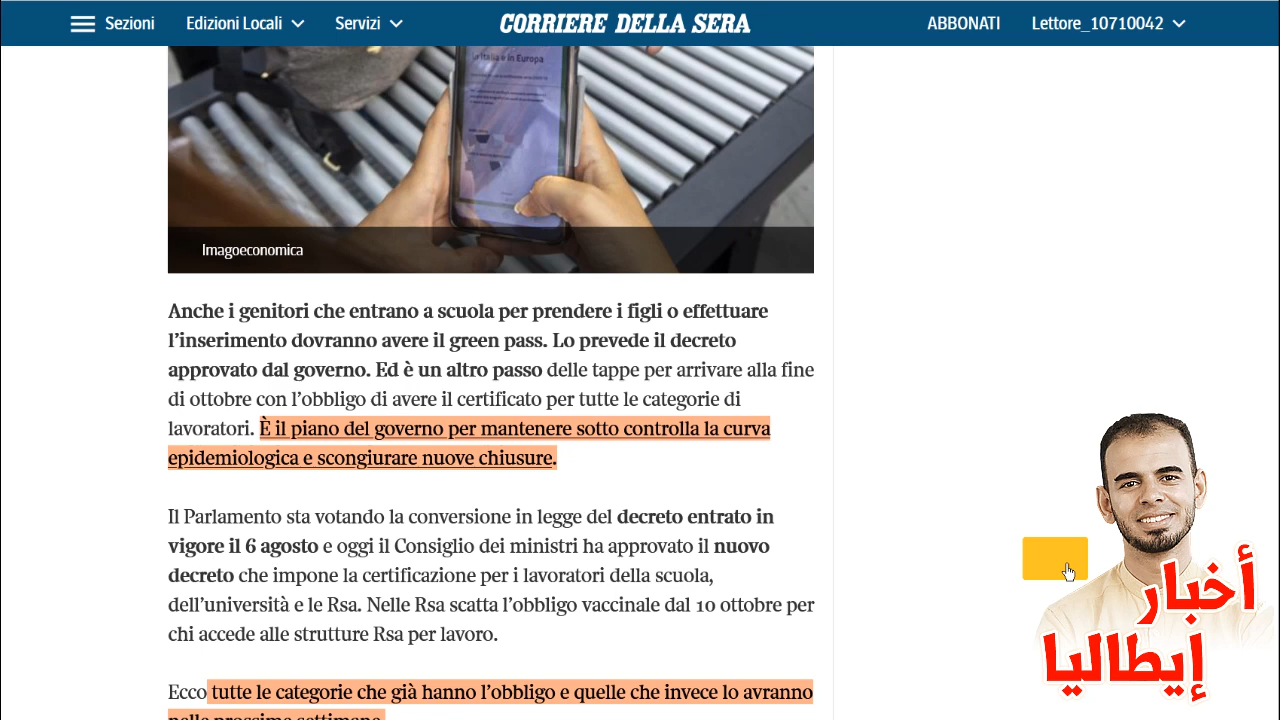 Sezioni Edizioni Locali Servizi CORRIERE DELLA SERA ABBONATI Lettore_10710042
in Italia e in Europa
Imagoeconomica
Anche i genitori che entrano a scuola per prendere i figli o effettuare
l’inserimento dovranno avere il green pass. Lo prevede il decreto
approvato dal governo. Ed è un altro passo delle tappe per arrivare alla fine
di ottobre con l’obbligo di avere il certificato per tutte le categorie di
lavoratori. È il piano del governo per mantenere sotto controlla la curva
epidemiologica e scongiurare nuove chiusure.
Il Parlamento sta votando la conversione in legge del decreto entrato in
vigore il 6 agosto e oggi il Consiglio dei ministri ha approvato il nuovo
decreto che impone la certificazione per i lavoratori della scuola,
dell’università e le Rsa. Nelle Rsa scatta l’obbligo vaccinale dal 10 ottobre per
chi accede alle strutture Rsa per lavoro.
Ecco tutte le categorie che già hanno l’obbligo e quelle che invece lo avranno
nelle prossime settimane.
أخبار
إيطاليا